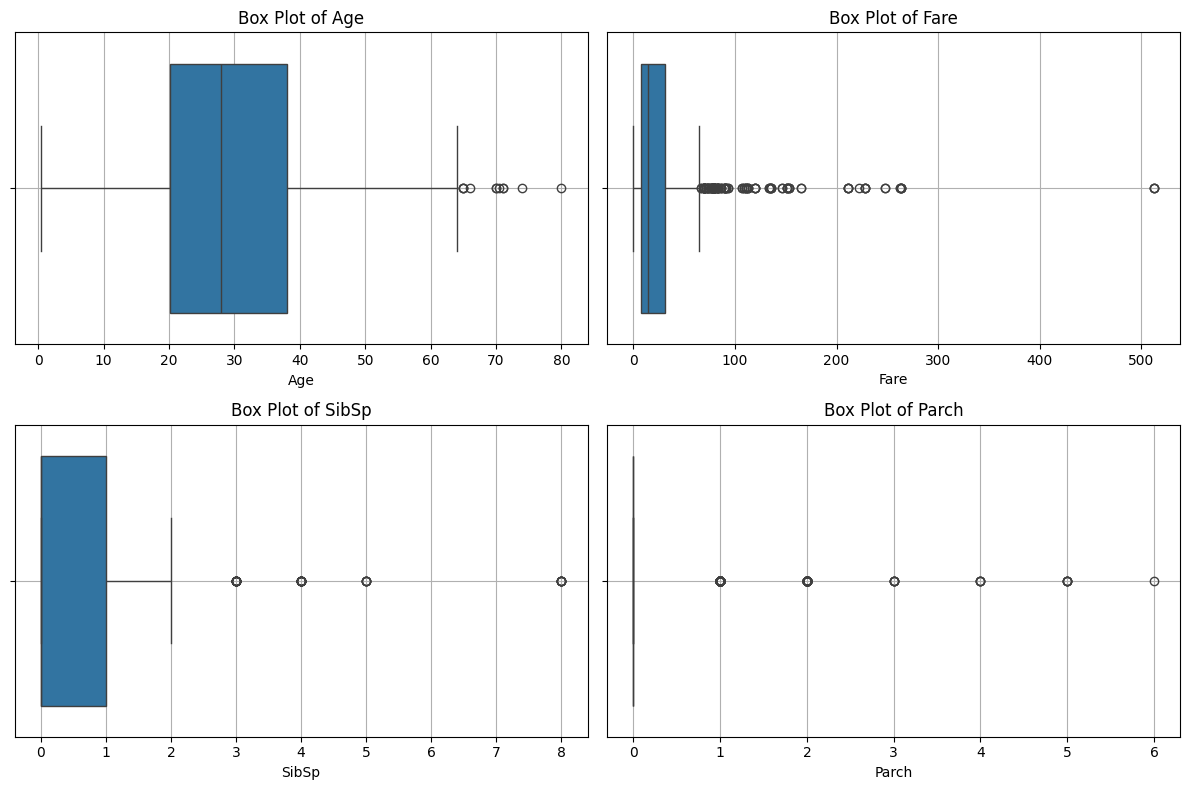 Box Plot of Age
0 10 20 30 40 50 60 70 80
Age
Box Plot of Fare
0 100 200 300 400 500
Fare
Box Plot of SibSp
0 1 2 3 4 5 6 7 8
SibSp
Box Plot of Parch
0 1 2 3 4 5 6
Parch